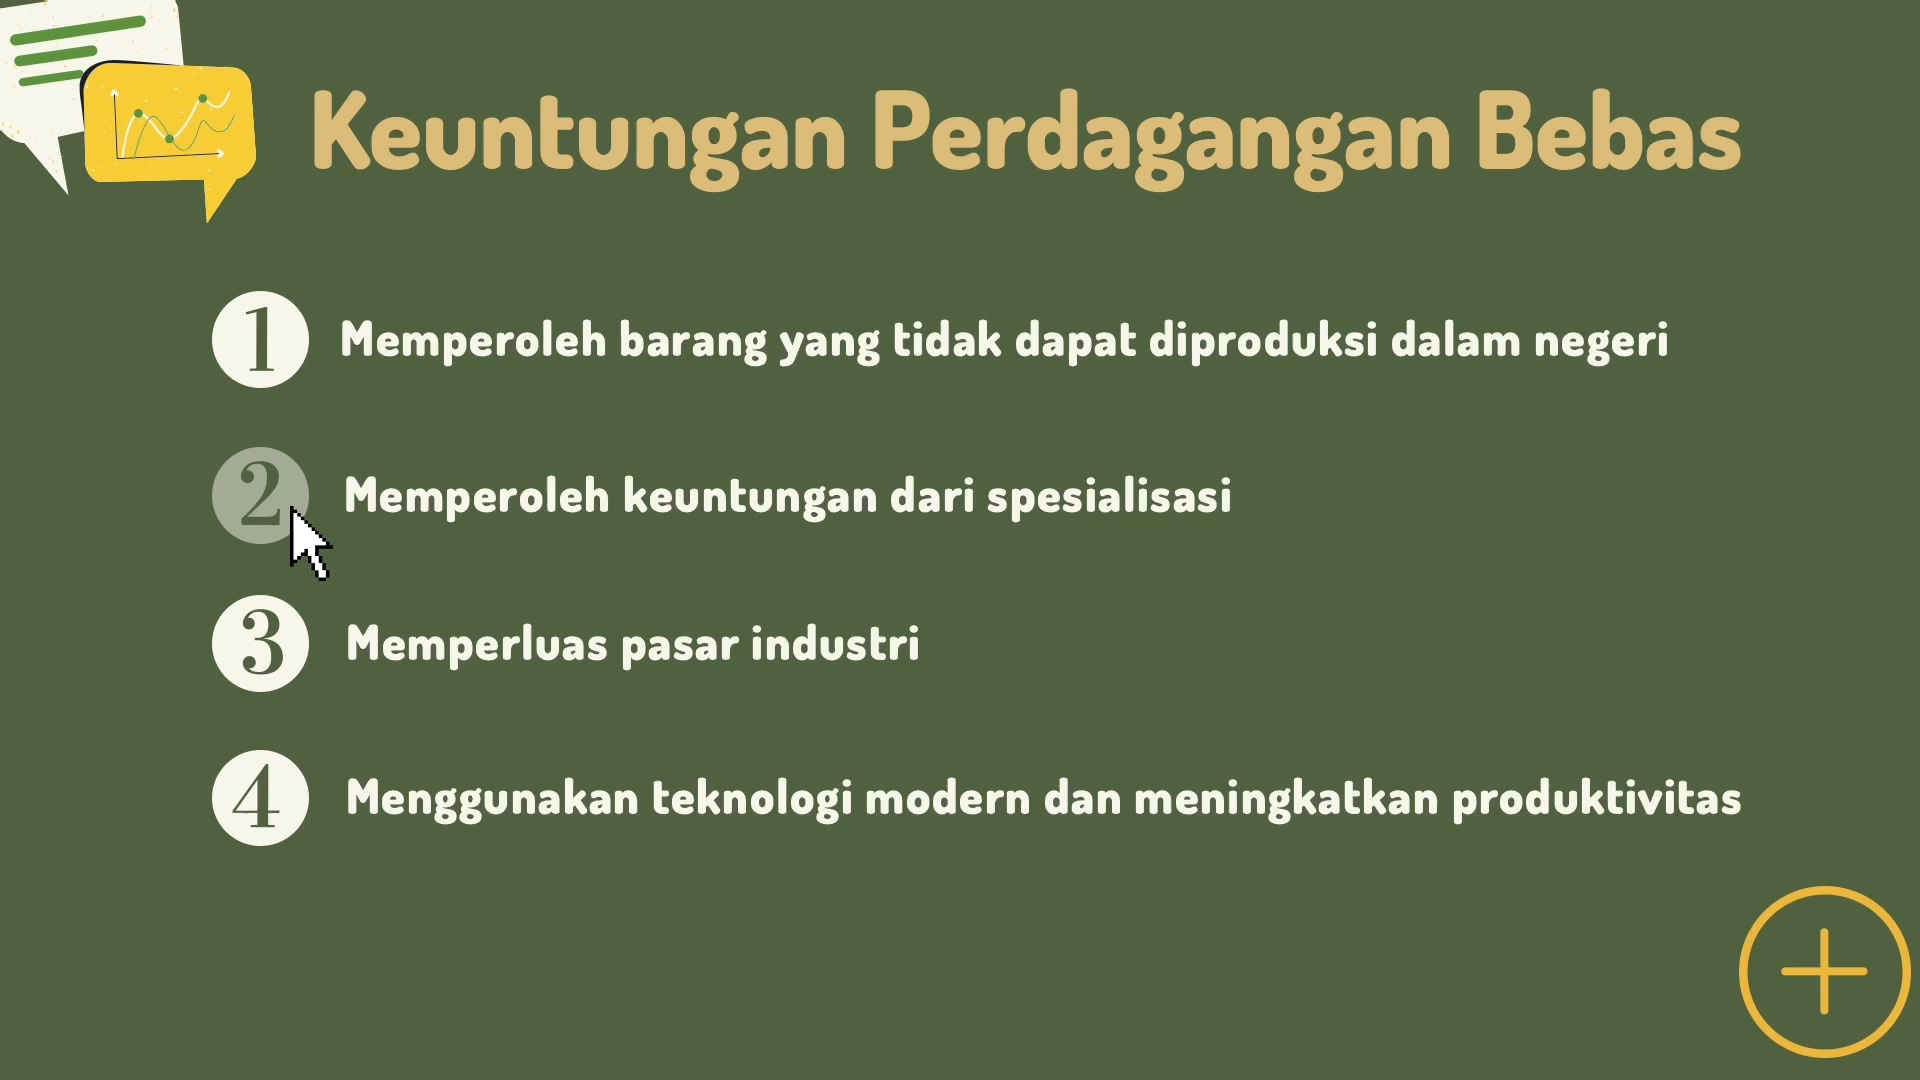 Keuntungan Perdagangan Bebas
1 Memperoleh barang yang tidak dapat diproduksi dalam negeri
2 Memperoleh keuntungan dari spesialisasi
3 Memperluas pasar industri
4 Menggunakan teknologi modern dan meningkatkan produktivitas